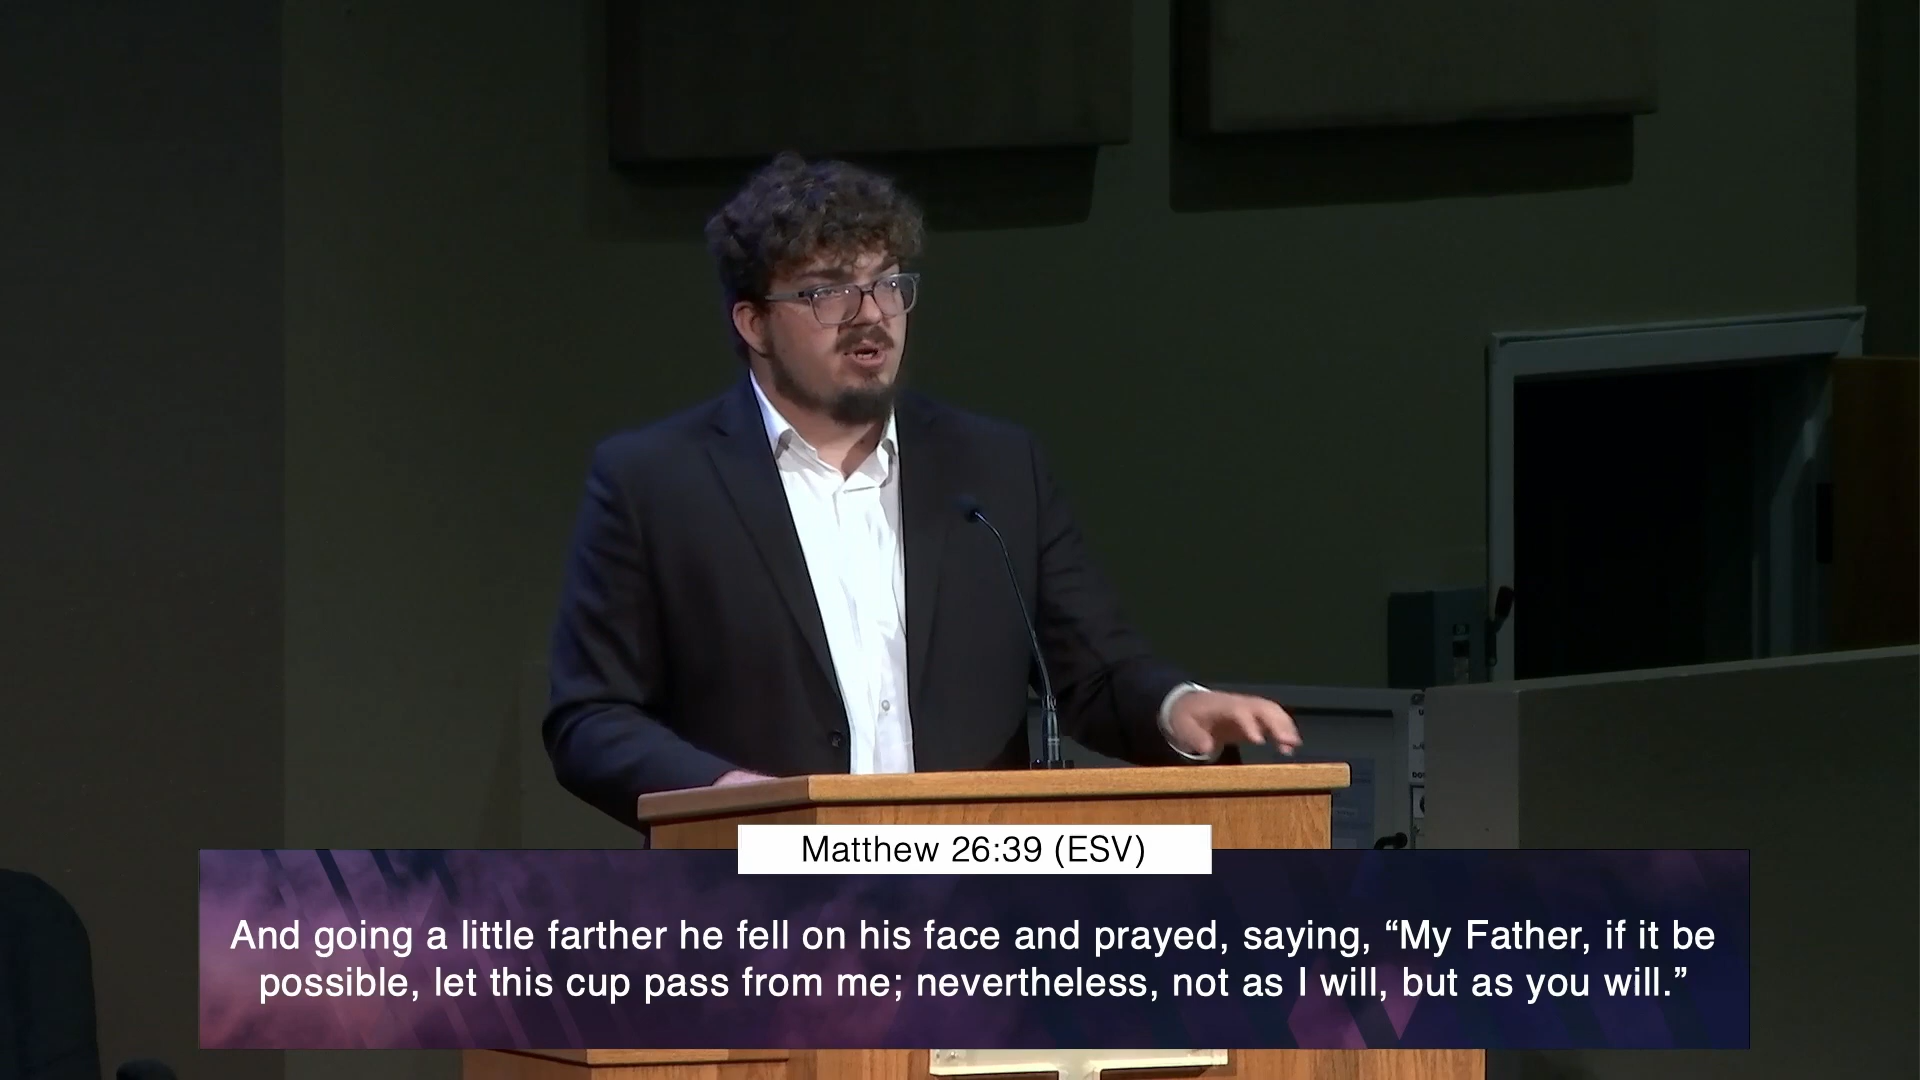 Matthew 26:39 (ESV)
And going a little farther he fell on his face and prayed, saying, “My Father, if it be
possible, let this cup pass from me; nevertheless, not as I will, but as you will.”